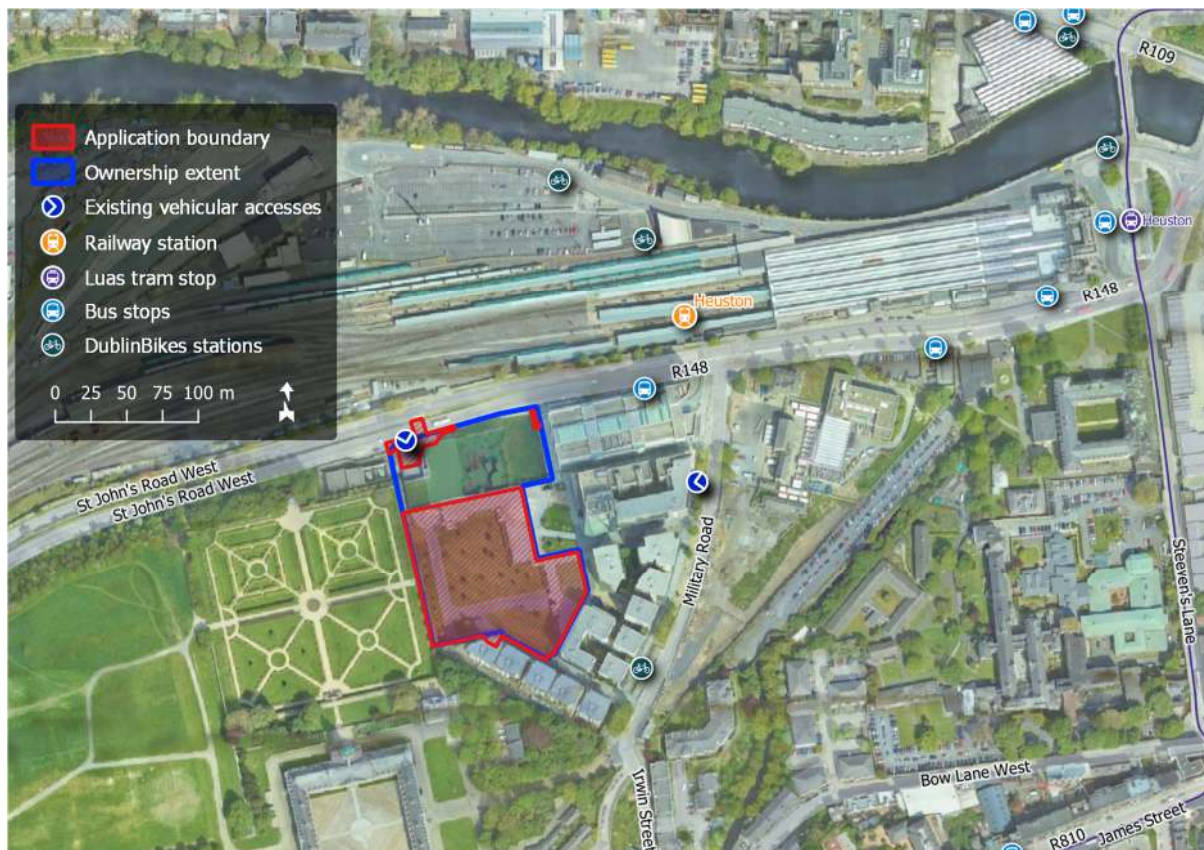 R109
Application boundary
Ownership extent
Existing vehicular accesses
Railway station
Luas tram stop
Bus stops
DublinBikes stations
0 25 50 75 100 m
Heuston
Heuston
R148
R148
St John's Road West
St John's Road West
Military Road
Steeven's Lane
Irwin Street
Bow Lane West
James Street
R810